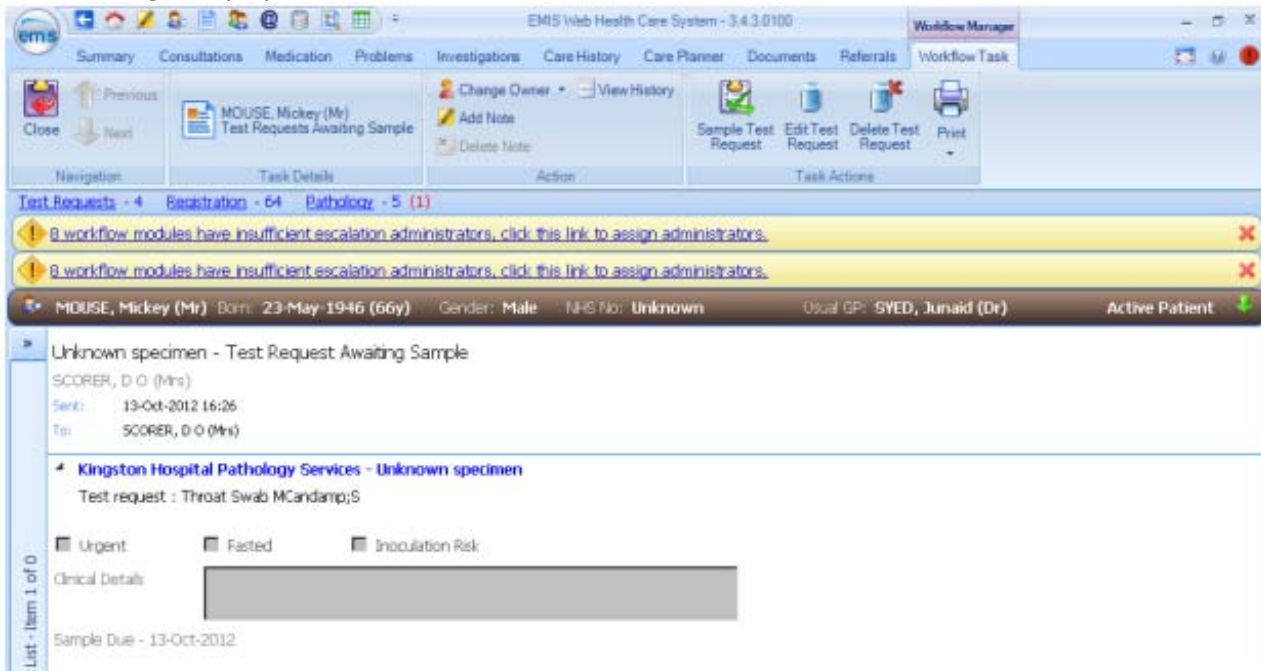 ems
EMIS Web Health Care System - 3.4.3.0100
Workflow Manager
Summary Consultations Medication Problems Investigations Care History Care Planner Documents Referrals Workflow Task
Close
Previous
Next
Navigation
MOUSE, Mickey (Mr)
Test Requests Awaiting Sample
Task Details
Change Owner View History
Add Note
Delete Note
Action
Sample Test Request
Edit Test Request
Delete Test Request
Print
Task Actions
Test Requests - 4 Registration - 64 Pathology - 5 (1)
8 workflow modules have insufficient escalation administrators, click this link to assign administrators.
8 workflow modules have insufficient escalation administrators, click this link to assign administrators.
MOUSE, Mickey (Mr) Born: 23-May-1946 (66y) Gender: Male NHS No: Unknown Usual GP: SYED, Junaid (Dr) Active Patient
Unknown specimen - Test Request Awaiting Sample
SCORER, D O (Mrs)
Sent: 13-Oct-2012 16:26
To: SCORER, D O (Mrs)
Kingston Hospital Pathology Services - Unknown specimen
Test request : Throat Swab MCandamp;S
Urgent Fasted Inoculation Risk
Clinical Details
Sample Due - 13-Oct-2012
List - Item 1 of 0